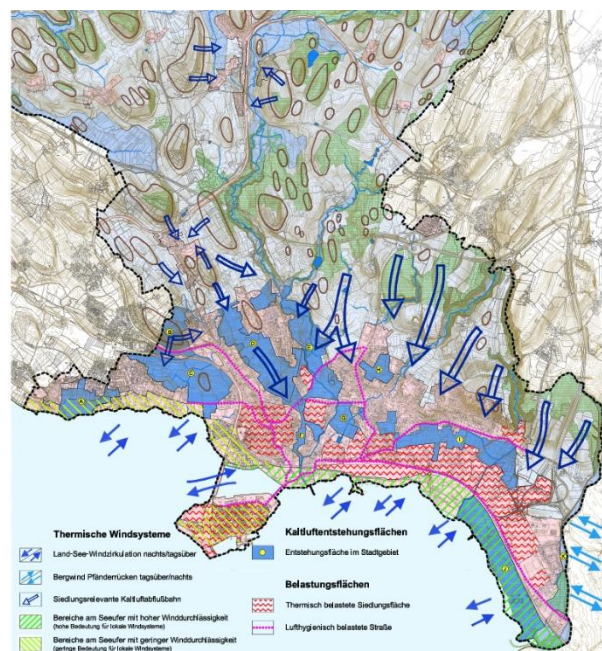 Thermische Windsysteme
Land-See-Windzirkulation nachts/tagsüber
Bergwind Pfänderrücken tagsüber/nachts
Siedlungsrelevante Kaltluftabflußbahn
Bereiche am Seeufer mit hoher Winddurchlässigkeit
(hohe Bedeutung für lokale Windsysteme)
Bereiche am Seeufer mit geringer Winddurchlässigkeit
(geringe Bedeutung für lokale Windsysteme)
Kaltluftentstehungsflächen
Entstehungsfläche im Stadtgebiet
Belastungsflächen
Thermisch belastete Siedlungsfläche
Lufthygienisch belastete Straße